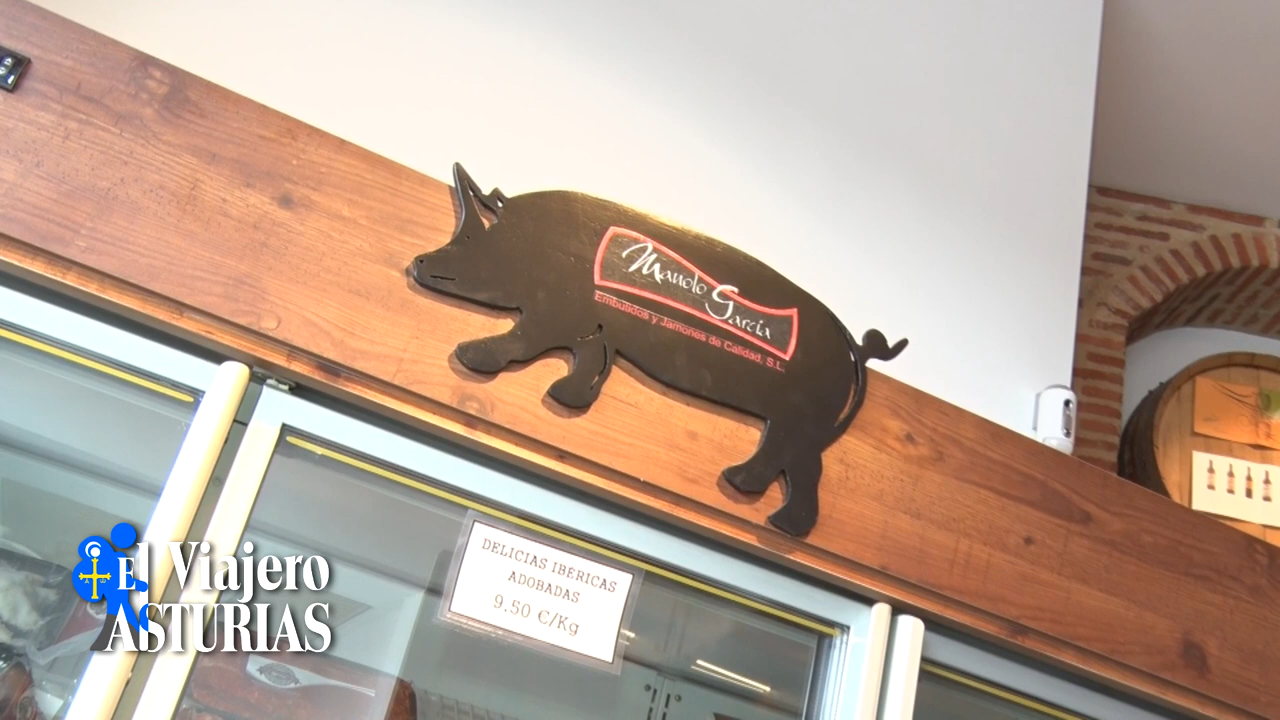 Manolo García
Embutidos y Jamones de Calidad, S.L.
DELICIAS IBERICAS
ADOBADAS
9.50 €/Kg
El Viajero
ASTURIAS